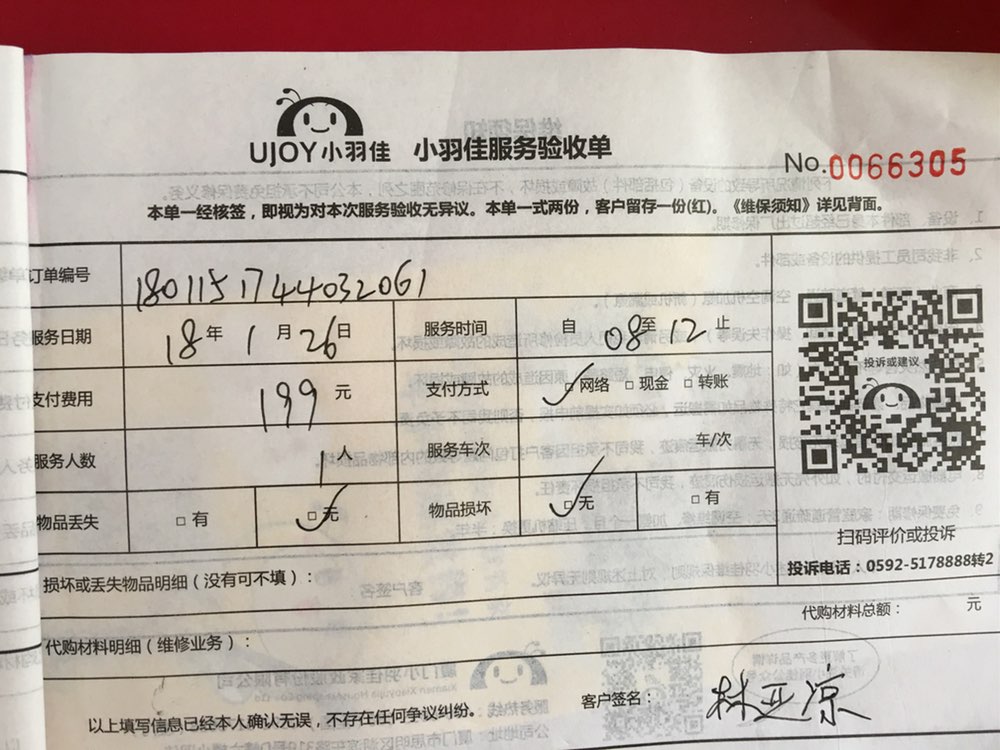 UJOY小羽佳 小羽佳服务验收单
No.0066305
本单一经核签，即视为对本次服务验收无异议。本单一式两份，客户留存一份(红)。《维保须知》详见背面。
订单编号 1801151744032061
服务日期 18年 1月 26日 服务时间 自 08至 12止
支付费用 199 元 支付方式 □网络 □现金 □转账
服务人数 1人 服务车次 车/次
物品丢失 □有 □无 物品损坏 □无 □有
投诉或建议
扫码评价或投诉
投诉电话：0592-5178888转2
损坏或丢失物品明细（没有可不填）：
代购材料总额： 元
代购材料明细（维修业务）：
以上填写信息已经本人确认无误，不存在任何争议纠纷。
客户签名： 林亚凉